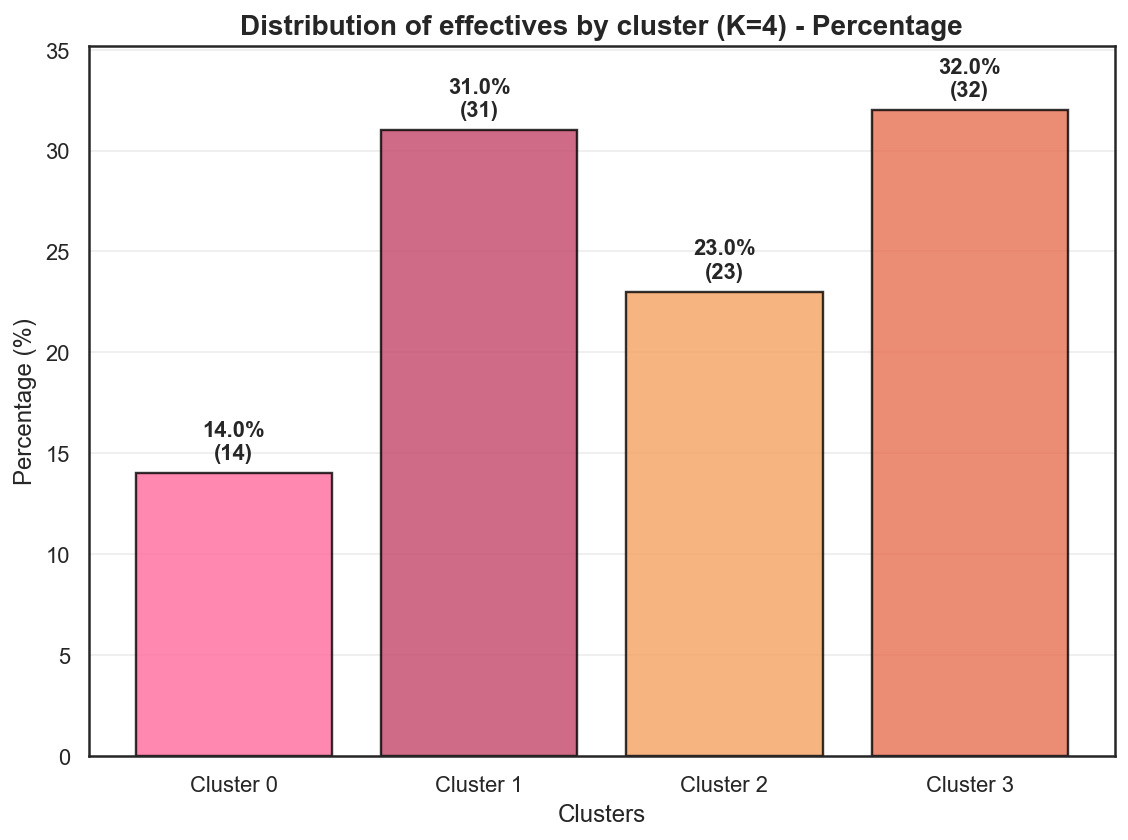 Distribution of effectives by cluster (K=4) - Percentage
Percentage (%)
35
30
25
20
15
10
5
0
14.0%
(14)
31.0%
(31)
23.0%
(23)
32.0%
(32)
Cluster 0
Cluster 1
Cluster 2
Cluster 3
Clusters